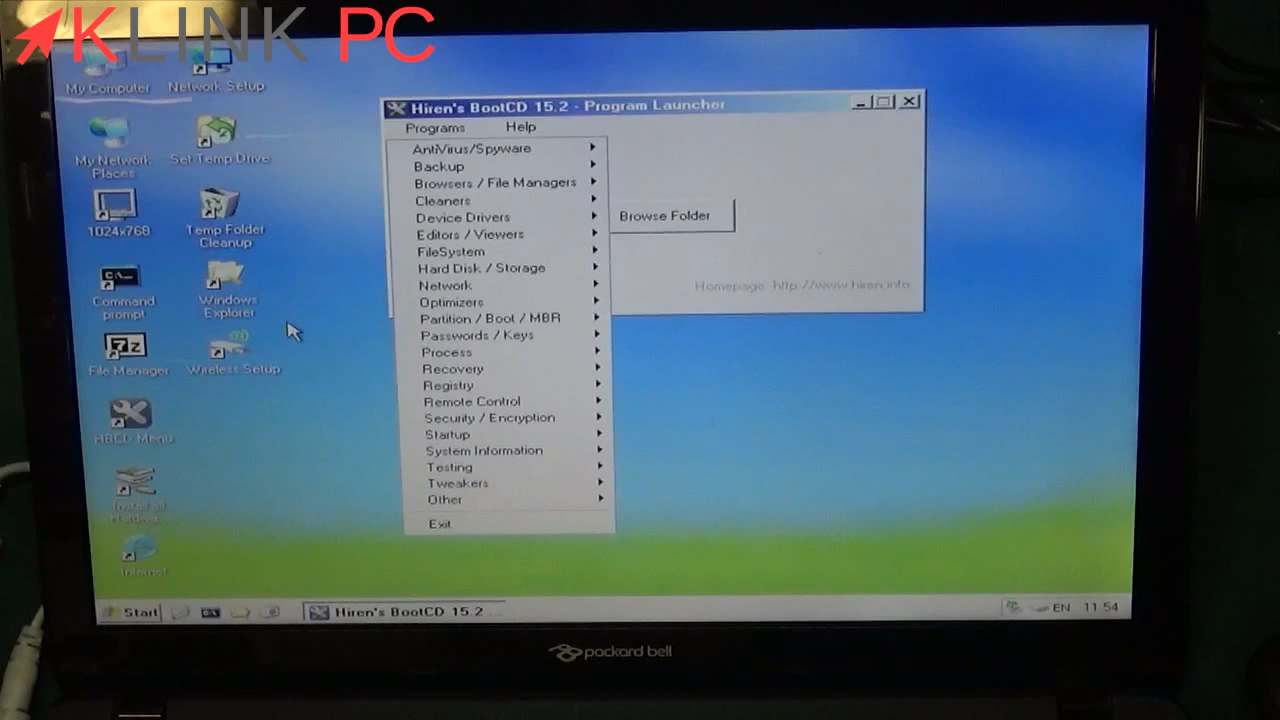 KLINK PC
My Computer
Network Setup
My Network
Places
Set Temp Drive
1024x768
Temp Folder
Cleanup
Command
prompt
Windows
Explorer
File Manager
Wireless Setup
HBCD Menu
Install all
Hardwa...
Internet
Hiren's BootCD 15.2 - Program Launcher
Programs Help
AntiVirus/Spyware
Backup
Browsers / File Managers
Cleaners
Device Drivers
Editors / Viewers
FileSystem
Hard Disk / Storage
Network
Optimizers
Partition / Boot / MBR
Passwords / Keys
Process
Recovery
Registry
Remote Control
Security / Encryption
Startup
System Information
Testing
Tweakers
Other
Exit
Browse Folder
Homepage: http://www.hiren.info
Start
Hiren's BootCD 15.2 ...
EN 11:54
packard bell